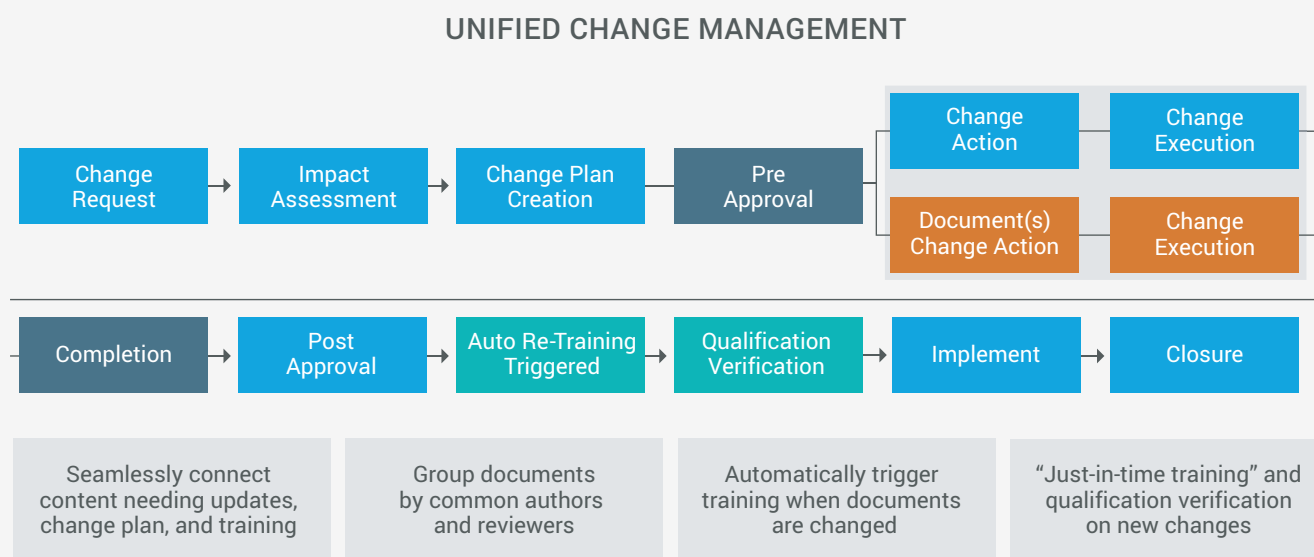 UNIFIED CHANGE MANAGEMENT
Change
Request
Impact
Assessment
Change Plan
Creation
Pre
Approval
Change
Action
Change
Execution
Document(s)
Change Action
Change
Execution
Completion
Post
Approval
Auto Re-Training
Triggered
Qualification
Verification
Implement
Closure
Seamlessly connect
content needing updates,
change plan, and training
Group documents
by common authors
and reviewers
Automatically trigger
training when documents
are changed
“Just-in-time training” and
qualification verification
on new changes